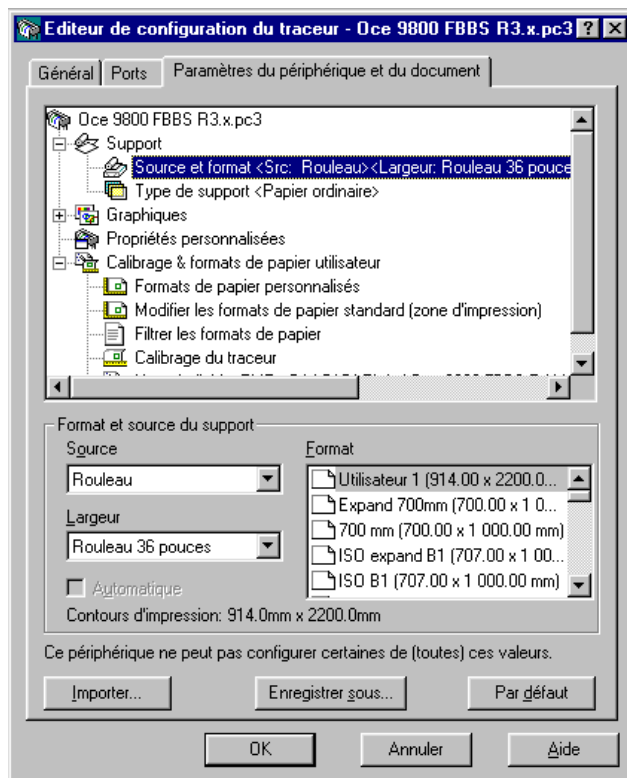 Editeur de configuration du traceur - Oce 9800 FBBS R3.x.pc3
Général Ports Paramètres du périphérique et du document
Oce 9800 FBBS R3.x.pc3
Support
Source et format <Src: Rouleau><Largeur: Rouleau 36 pouce
Type de support <Papier ordinaire>
Graphiques
Propriétés personnalisées
Calibrage & formats de papier utilisateur
Formats de papier personnalisés
Modifier les formats de papier standard (zone d'impression)
Filtrer les formats de papier
Calibrage du traceur
Format et source du support
Source
Format
Rouleau
Utilisateur 1 (914.00 x 2200.0...
Expand 700mm (700.00 x 1 0...
Largeur
700 mm (700.00 x 1 000.00 mm)
Rouleau 36 pouces
ISO expand B1 (707.00 x 1 00...
ISO B1 (707.00 x 1 000.00 mm)
Automatique
Contours d'impression: 914.0mm x 2200.0mm
Ce périphérique ne peut pas configurer certaines de (toutes) ces valeurs.
Importer... Enregistrer sous... Par défaut
OK Annuler Aide